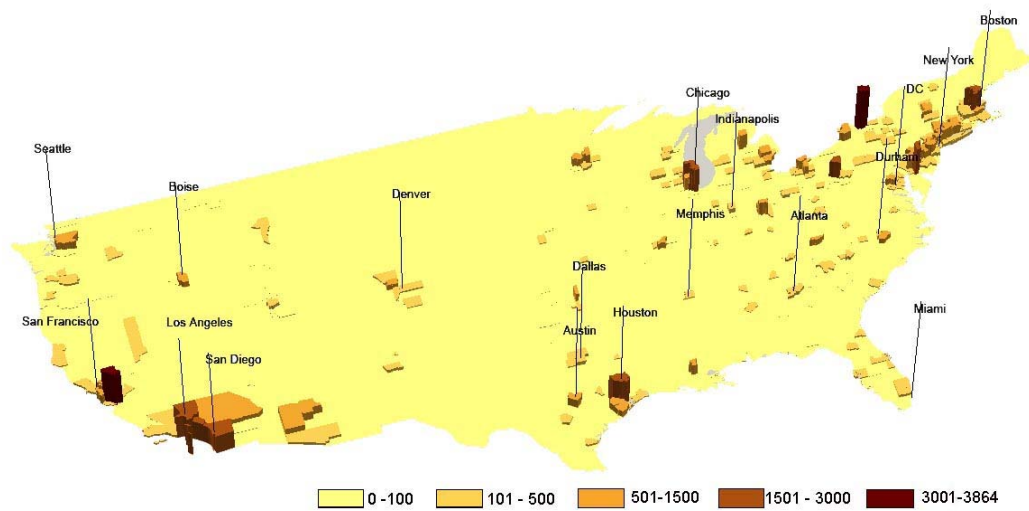 Boston
New York
DC
Chicago
Indianapolis
Seattle
Durham
Boise
Denver
Memphis
Atlanta
Dallas
San Francisco
Los Angeles
Austin
Houston
Miami
San Diego
0 -100
101 - 500
501-1500
1501 - 3000
3001-3864